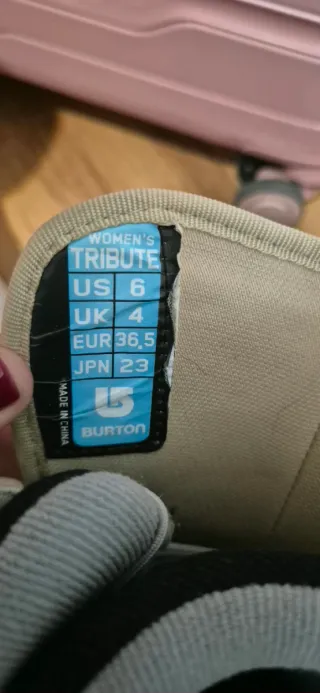 WOMEN'S
TRIBUTE
US 6
UK 4
EUR 36.5
JPN 23
BURTON
MADE IN CHINA